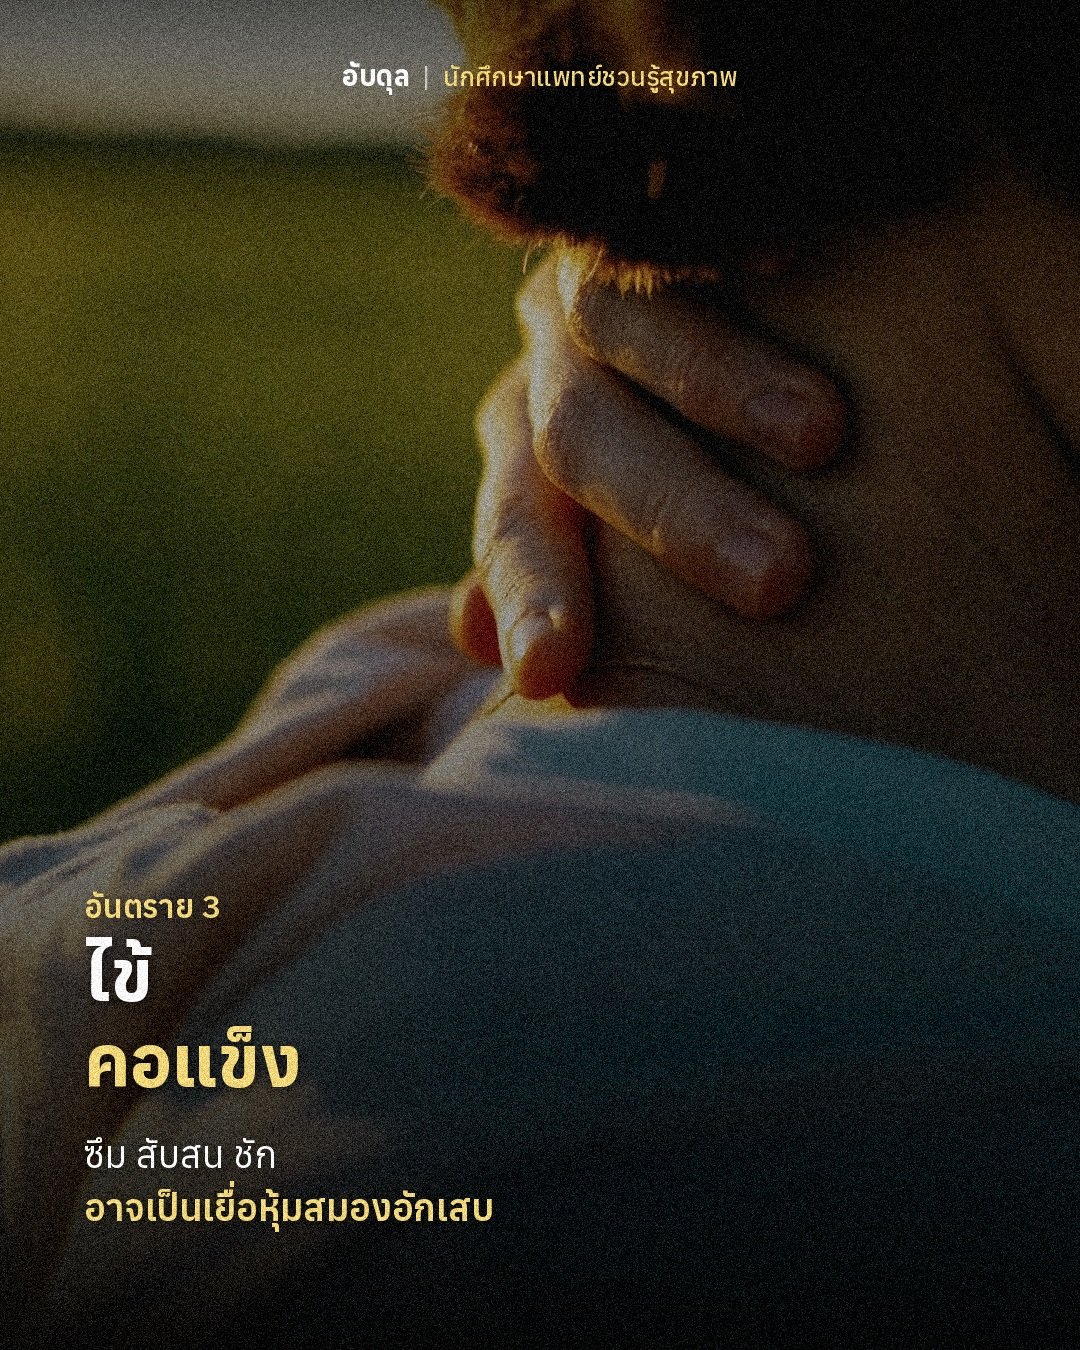 อับดุล | นักศึกษาแพทย์ชวนรู้สุขภาพ
อันตราย 3
ไข้
คอแข็ง
ซึม สับสน ชัก
อาจเป็นเยื่อหุ้มสมองอักเสบ